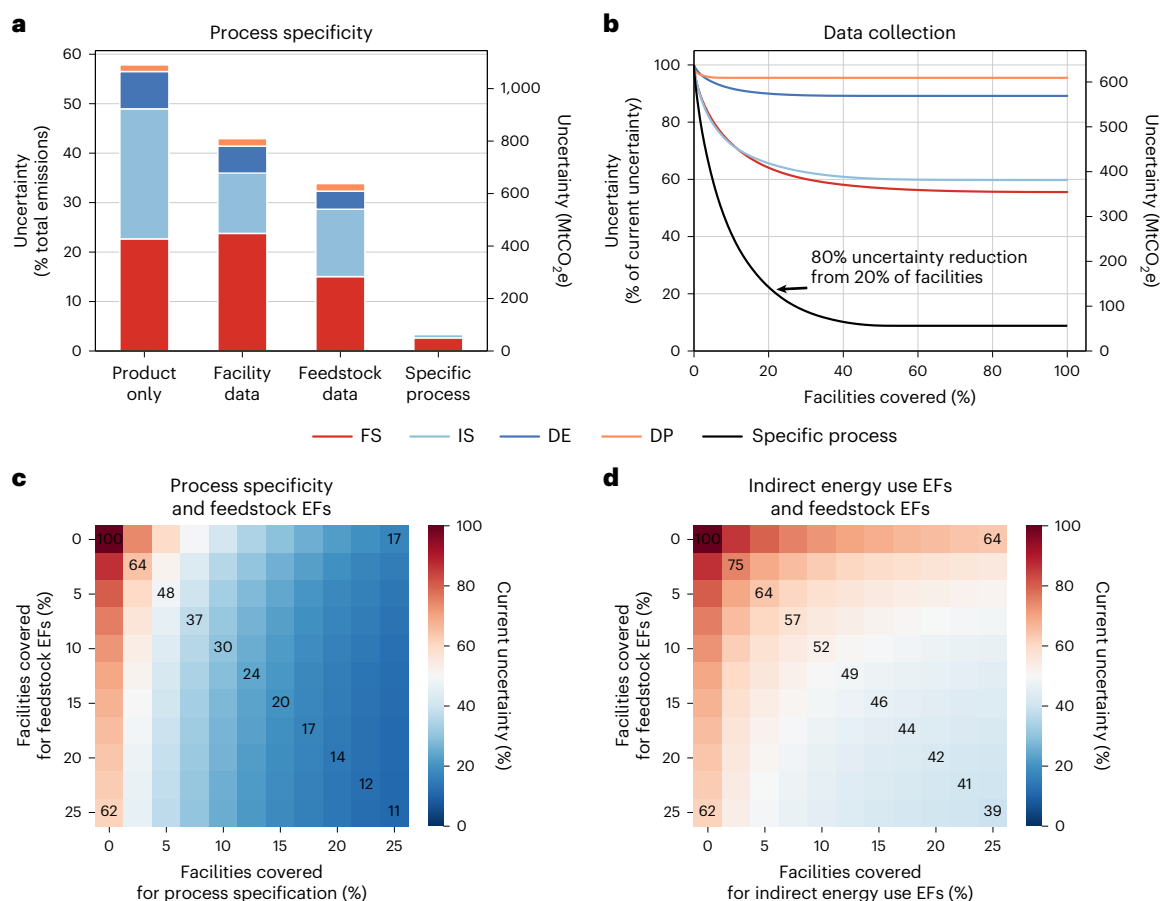 a
Process specificity
Uncertainty
(% total emissions)
60
50
40
30
20
10
0
1,000
800
600
400
200
0
Uncertainty (MtCO2e)
Product
only
Facility
data
Feedstock
data
Specific
process
b
Data collection
Uncertainty
(% of current uncertainty)
100
80
60
40
20
0
600
500
400
300
200
100
0
Uncertainty (MtCO2e)
80% uncertainty reduction
from 20% of facilities
0 20 40 60 80 100
Facilities covered (%)
FS IS DE DP Specific process
c
Process specificity
and feedstock EFs
Facilities covered
for feedstock EFs (%)
0
5
10
15
20
25
100 17
64
48
37
30
24
20
17
14
12
62 11
0 5 10 15 20 25
Facilities covered
for process specification (%)
100
80
60
40
20
0
Current uncertainty (%)
d
Indirect energy use EFs
and feedstock EFs
Facilities covered
for feedstock EFs (%)
0
5
10
15
20
25
100 64
75
64
57
52
49
46
44
42
41
62 39
0 5 10 15 20 25
Facilities covered
for indirect energy use EFs (%)
100
80
60
40
20
0
Current uncertainty (%)